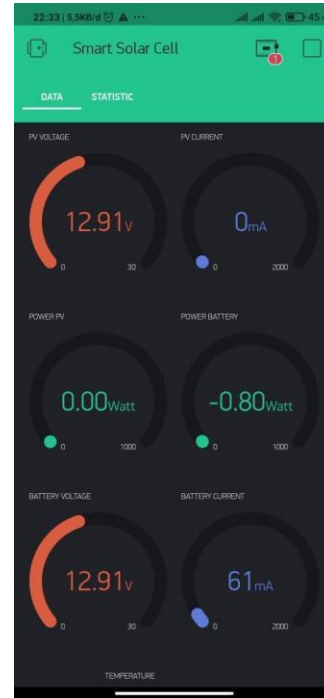 22:33 | 5,5KB/d ··· 45
Smart Solar Cell
1
DATA STATISTIC
PV VOLTAGE PV CURRENT
12.91V 0mA
0 30 0 2000
POWER PV POWER BATTERY
0.00Watt -0.80Watt
0 1000 0 1000
BATTERY VOLTAGE BATTERY CURRENT
12.91V 61mA
0 30 0 2000
TEMPERATURE